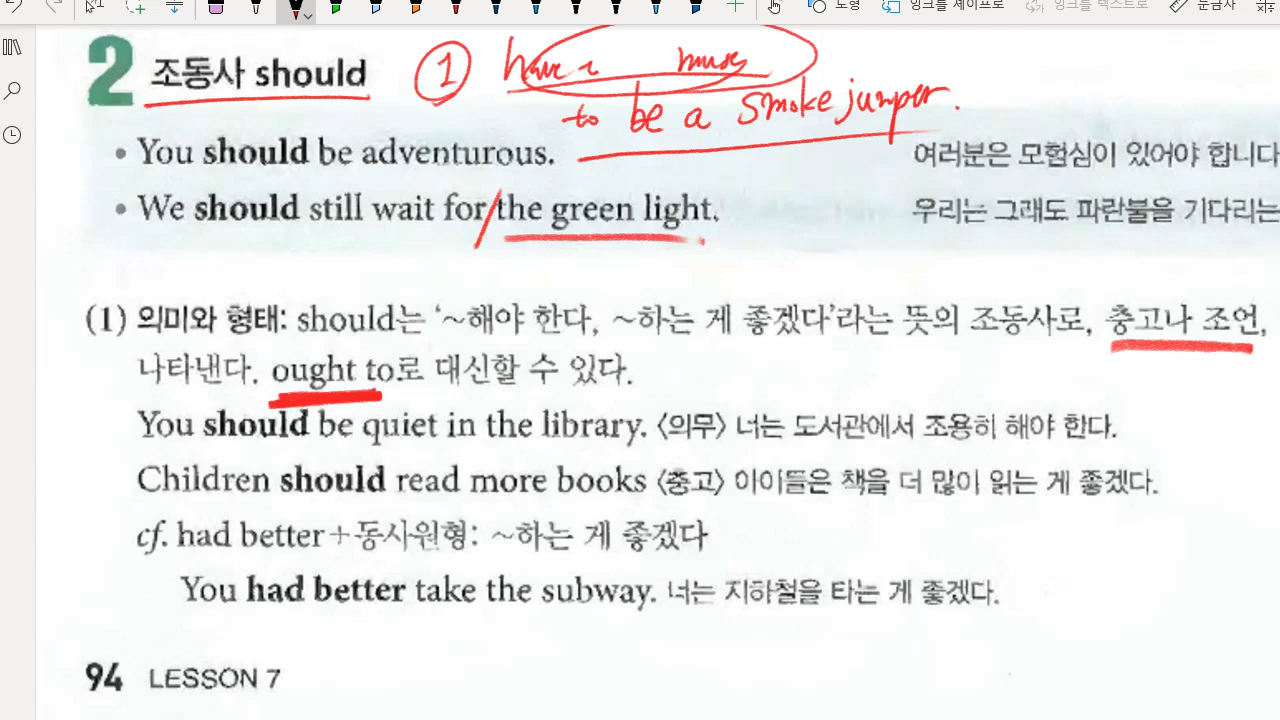 도형
잉크를 셰이프로
잉크를 텍스트로
눈금자
2 조동사 should
①
to be a smoke jumper.
• You should be adventurous. 여러분은 모험심이 있어야 합니다
• We should still wait for/the green light. 우리는 그래도 파란불을 기다리는
(1) 의미와 형태: should는 ‘~해야 한다, ~하는 게 좋겠다’라는 뜻의 조동사로, 충고나 조언,
나타낸다. ought to로 대신할 수 있다.
You should be quiet in the library. 〈의무〉 너는 도서관에서 조용히 해야 한다.
Children should read more books 〈충고〉 아이들은 책을 더 많이 읽는 게 좋겠다.
cf. had better+동사원형: ~하는 게 좋겠다
You had better take the subway. 너는 지하철을 타는 게 좋겠다.
94 LESSON 7